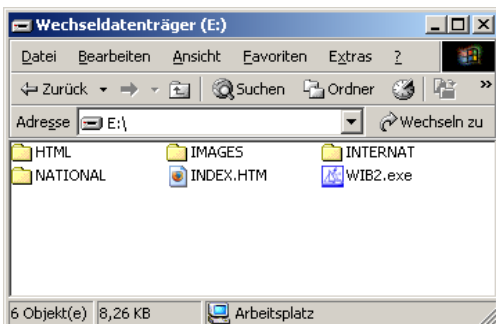 Wechseldatenträger (E:)
Datei Bearbeiten Ansicht Favoriten Extras ?
Zurück Suchen Ordner »
Adresse E:\ Wechseln zu
HTML IMAGES INTERNAT
NATIONAL INDEX.HTM WIB2.exe
6 Objekt(e) 8,26 KB Arbeitsplatz